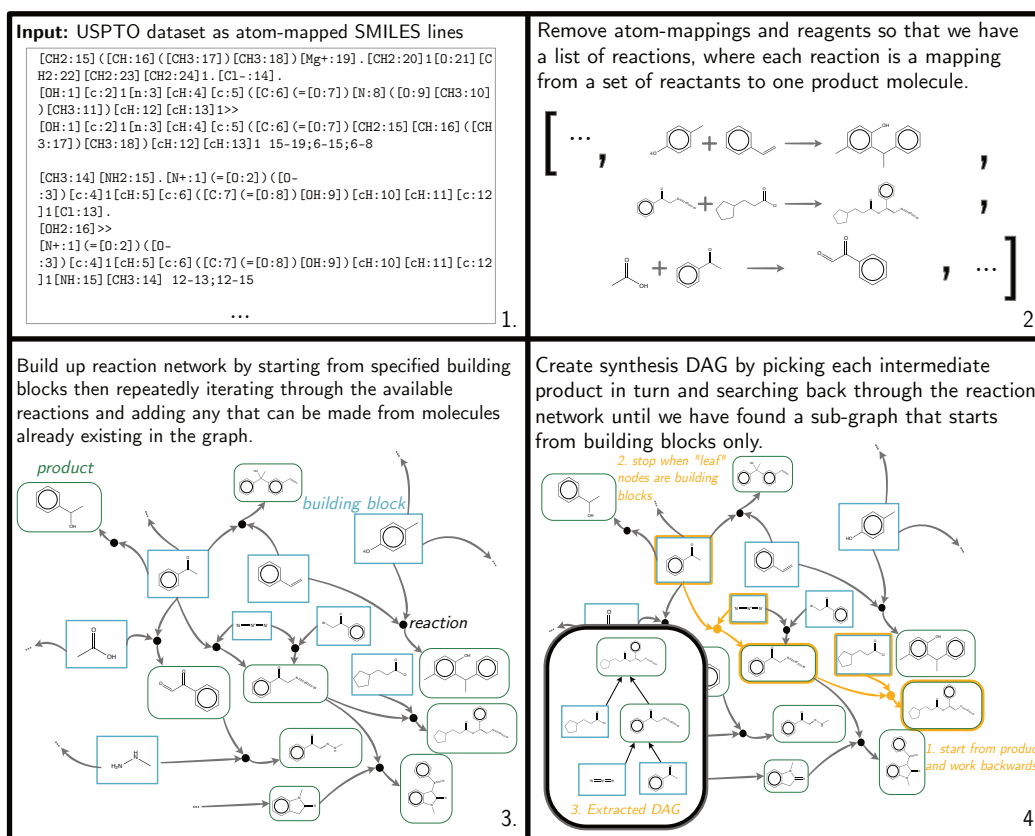 Input: USPTO dataset as atom-mapped SMILES lines
[CH2:15]([CH:16]([CH3:17])[CH3:18])[Mg+:19].[CH2:20]1[O:21][C
H2:22][CH2:23][CH2:24]1.[Cl-:14].
[OH:1][c:2]1[n:3][cH:4][c:5]([C:6](=[O:7])[N:8]([O:9][CH3:10]
)[CH3:11])[cH:12][cH:13]1>>
[OH:1][c:2]1[n:3][cH:4][c:5]([C:6](=[O:7])[CH2:15][CH:16]([CH
3:17])[CH3:18])[cH:12][cH:13]1 15-19;6-15;6-8
[CH3:14][NH2:15].[N+:1](=[O:2])([O-
:3])[c:4]1[cH:5][c:6]([C:7](=[O:8])[OH:9])[cH:10][cH:11][c:12
]1[Cl:13].
[OH2:16]>>
[N+:1](=[O:2])([O-
:3])[c:4]1[cH:5][c:6]([C:7](=[O:8])[OH:9])[cH:10][cH:11][c:12
]1[NH:15][CH3:14] 12-13;12-15
...
1.
Remove atom-mappings and reagents so that we have
a list of reactions, where each reaction is a mapping
from a set of reactants to one product molecule.
[ ... , + ,
+ ,
+ , ... ]
2
Build up reaction network by starting from specified building
blocks then repeatedly iterating through the available
reactions and adding any that can be made from molecules
already existing in the graph.
product
building block
reaction
3.
Create synthesis DAG by picking each intermediate
product in turn and searching back through the reaction
network until we have found a sub-graph that starts
from building blocks only.
2. stop when "leaf"
nodes are building
blocks
1. start from product
and work backwards
3. Extracted DAG
4